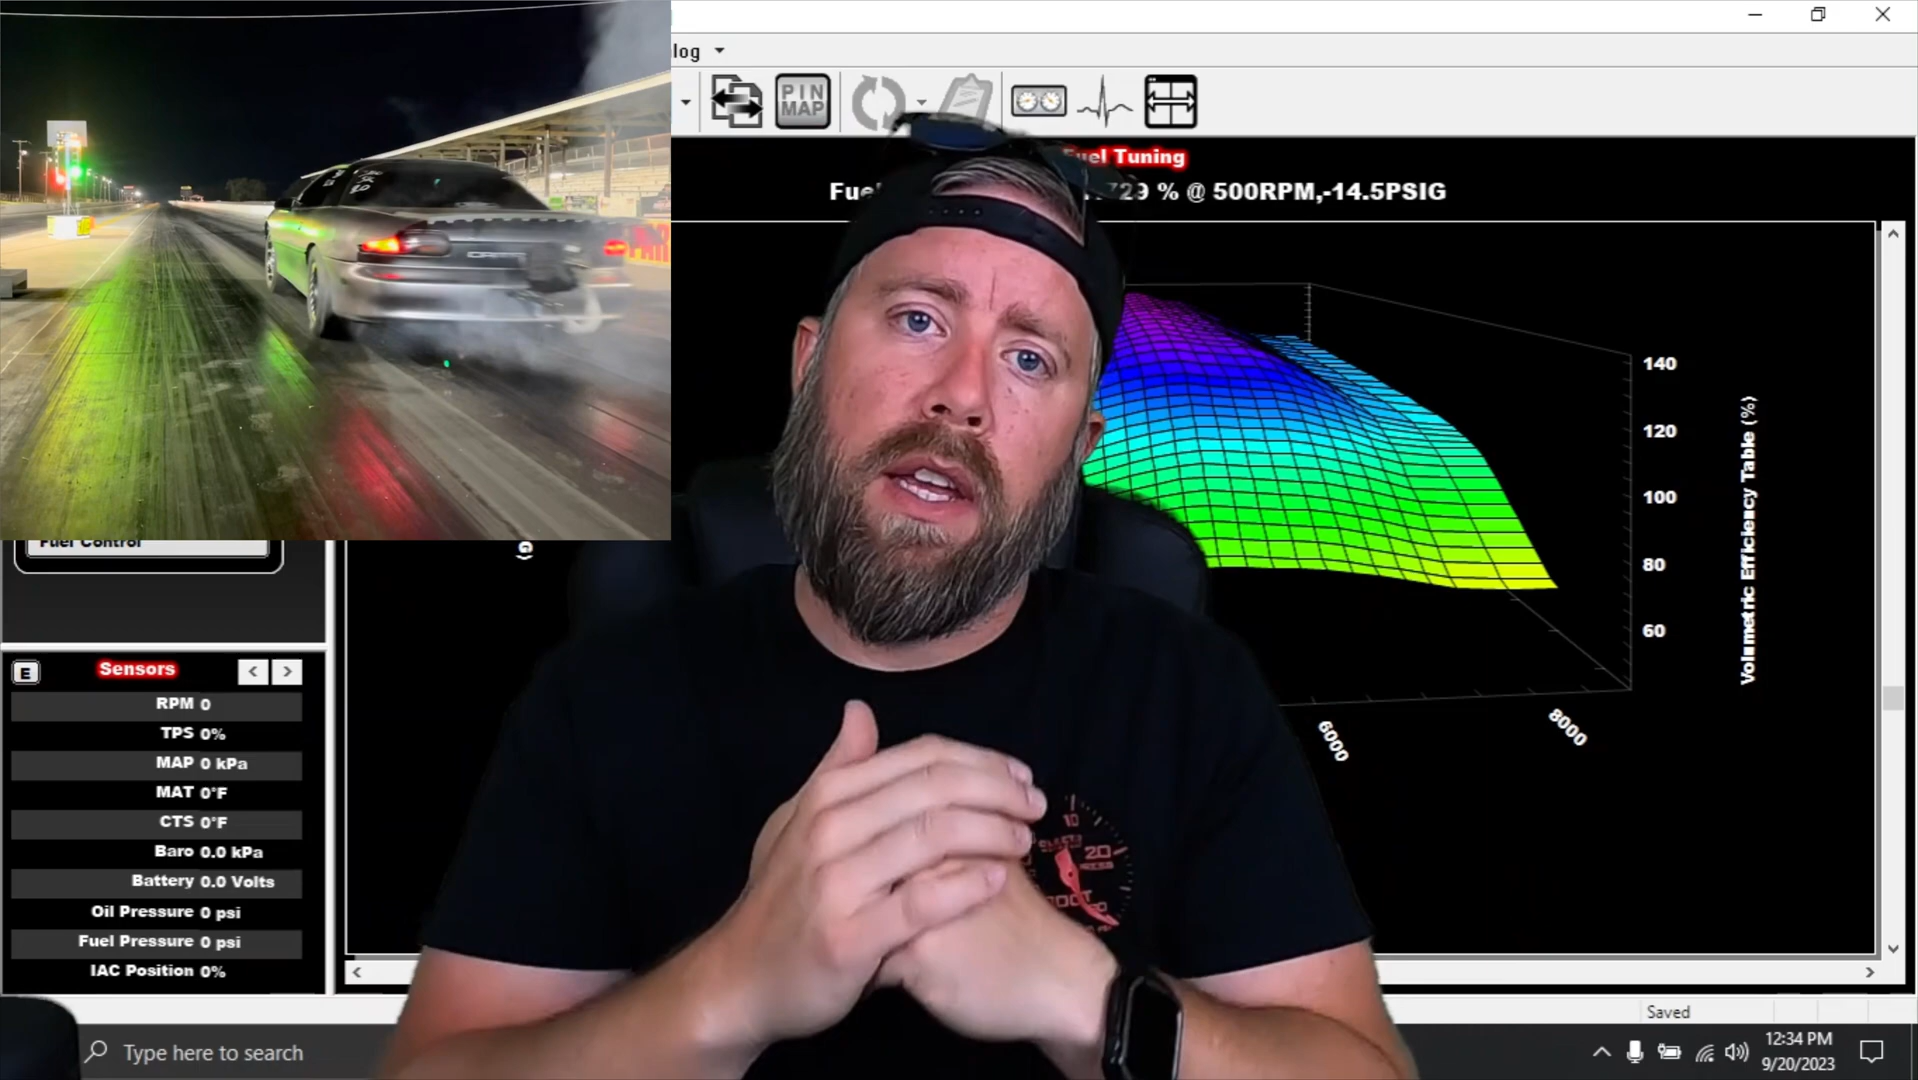 log
PIN
MAP
Fuel Tuning
29 % @ 500RPM,-14.5PSIG
140
120
100
80
60
Volumetric Efficiency Table (%)
6000
8000
Fuel Control
E
Sensors
<
>
RPM 0
TPS 0%
MAP 0 kPa
MAT 0°F
CTS 0°F
Baro 0.0 kPa
Battery 0.0 Volts
Oil Pressure 0 psi
Fuel Pressure 0 psi
IAC Position 0%
10
20
Saved
Type here to search
12:34 PM
9/20/2023